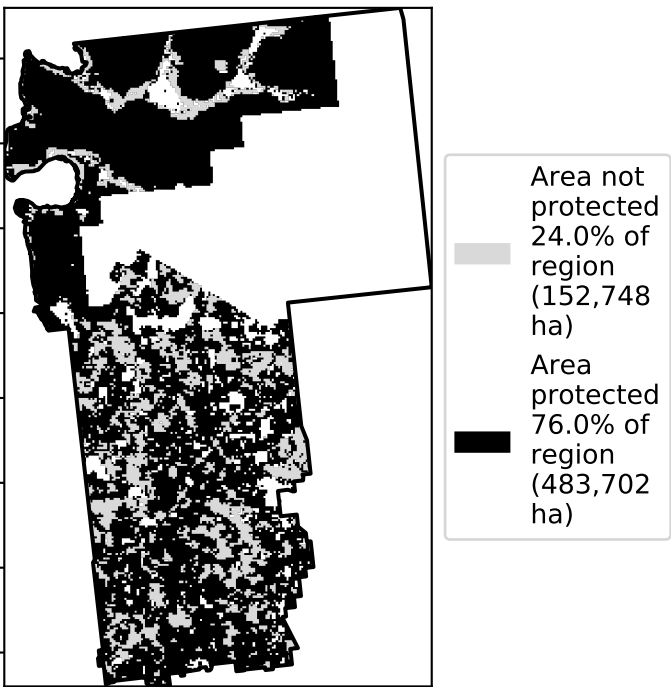 Area not
protected
24.0% of
region
(152,748
ha)
Area
protected
76.0% of
region
(483,702
ha)